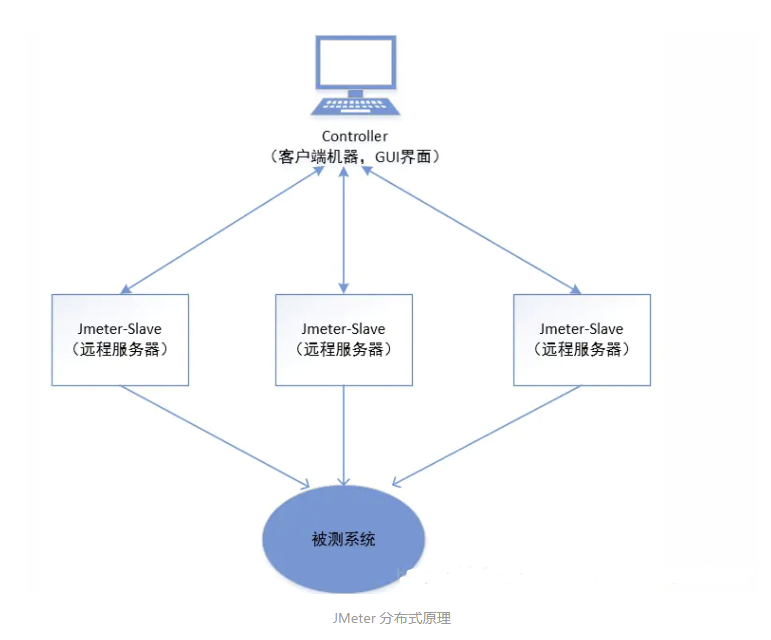 Controller
（客户端机器，GUI界面）
Jmeter-Slave
（远程服务器）
Jmeter-Slave
（远程服务器）
Jmeter-Slave
（远程服务器）
被测系统
JMeter 分布式原理